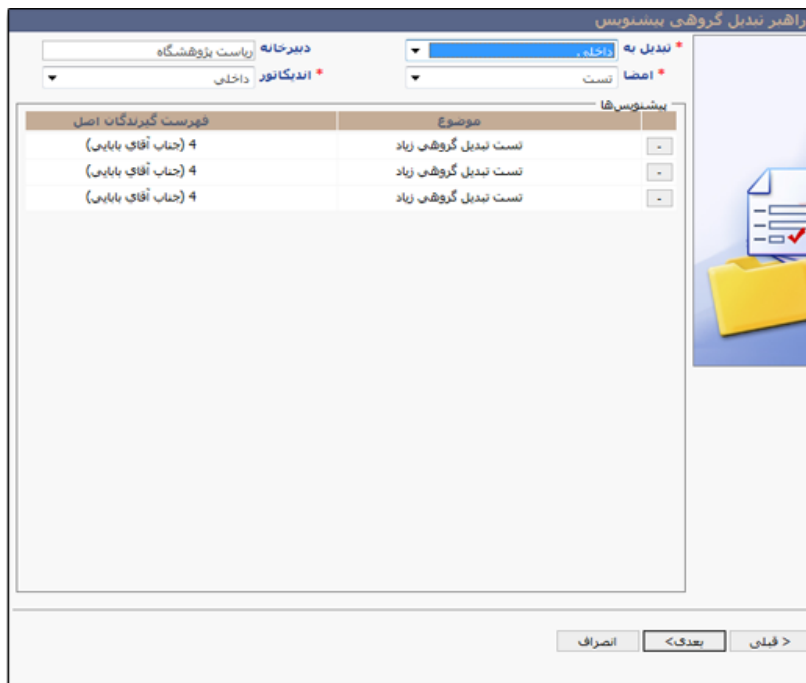 راهبر تبدیل گروهی پیشنویس
* تبدیل به داخلی دبیرخانه ریاست پژوهشگاه
* امضا تست * اندیکاتور داخلی
پیشنویس‌ها
موضوع فهرست گیرندگان اصل
- تست تبدیل گروهی زیاد 4 (جناب آقای بابایی)
- تست تبدیل گروهی زیاد 4 (جناب آقای بابایی)
- تست تبدیل گروهی زیاد 4 (جناب آقای بابایی)
< قبلی بعدی> انصراف